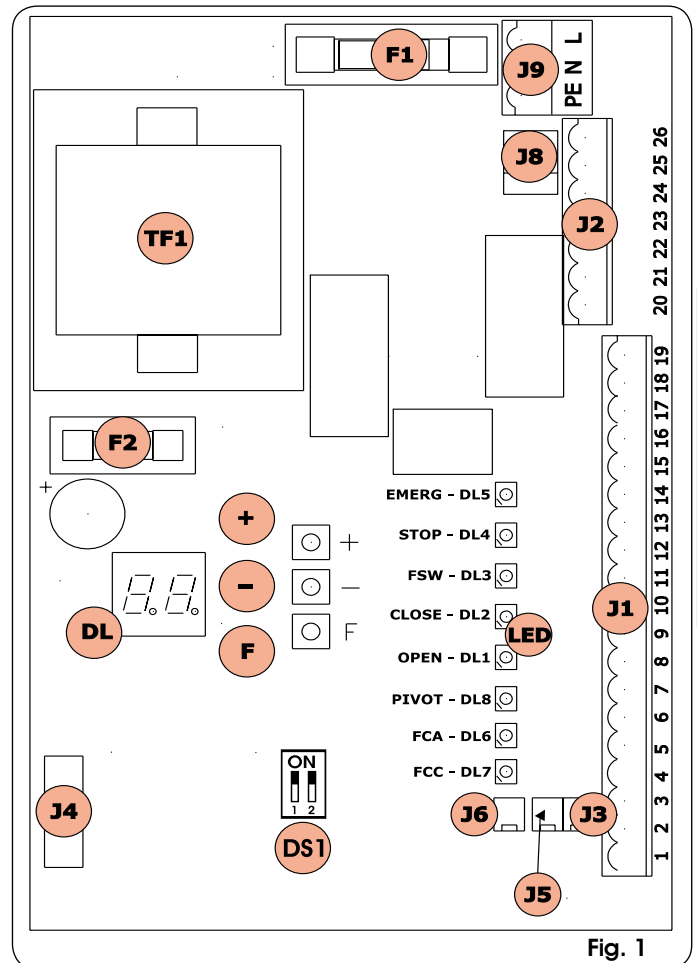 F1
J9
PE N L
J8
J2
20 21 22 23 24 25 26
TF1
F2
+
+
+
-
-
F
F
8.8.
DL
EMERG - DL5
STOP - DL4
FSW - DL3
CLOSE - DL2
LED
OPEN - DL1
PIVOT - DL8
FCA - DL6
FCC - DL7
J1
1 2 3 4 5 6 7 8 9 10 11 12 13 14 15 16 17 18 19
ON
1 2
DS1
J4
J6
J3
J5
Fig. 1